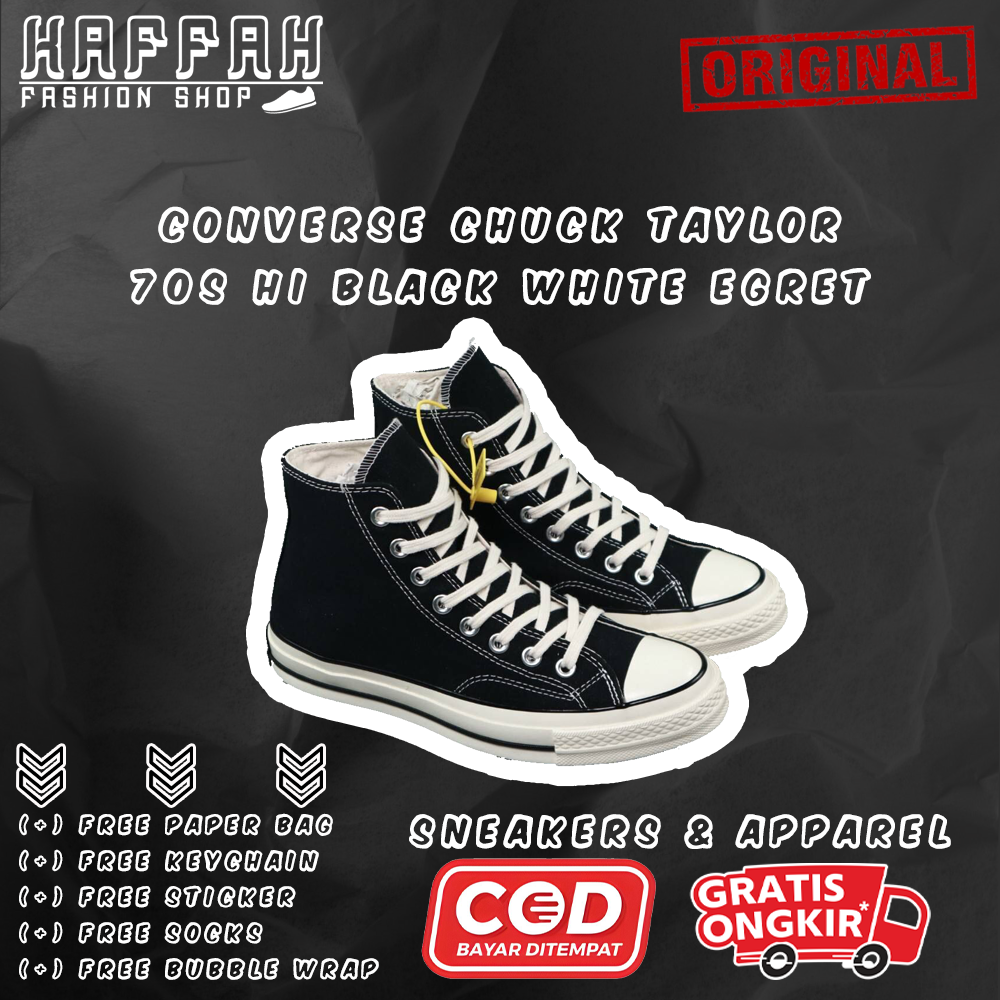 HAFFAH
FASHION SHOP
ORIGINAL
CONVERSE CHUCK TAYLOR
70S HI BLACK WHITE EGRET
(+) FREE PAPER BAG
(+) FREE KEYCHAIN
(+) FREE STICKER
(+) FREE SOCKS
(+) FREE BUBBLE WRAP
SNEAKERS & APPAREL
COD
BAYAR DITEMPAT
GRATIS
ONGKIR*